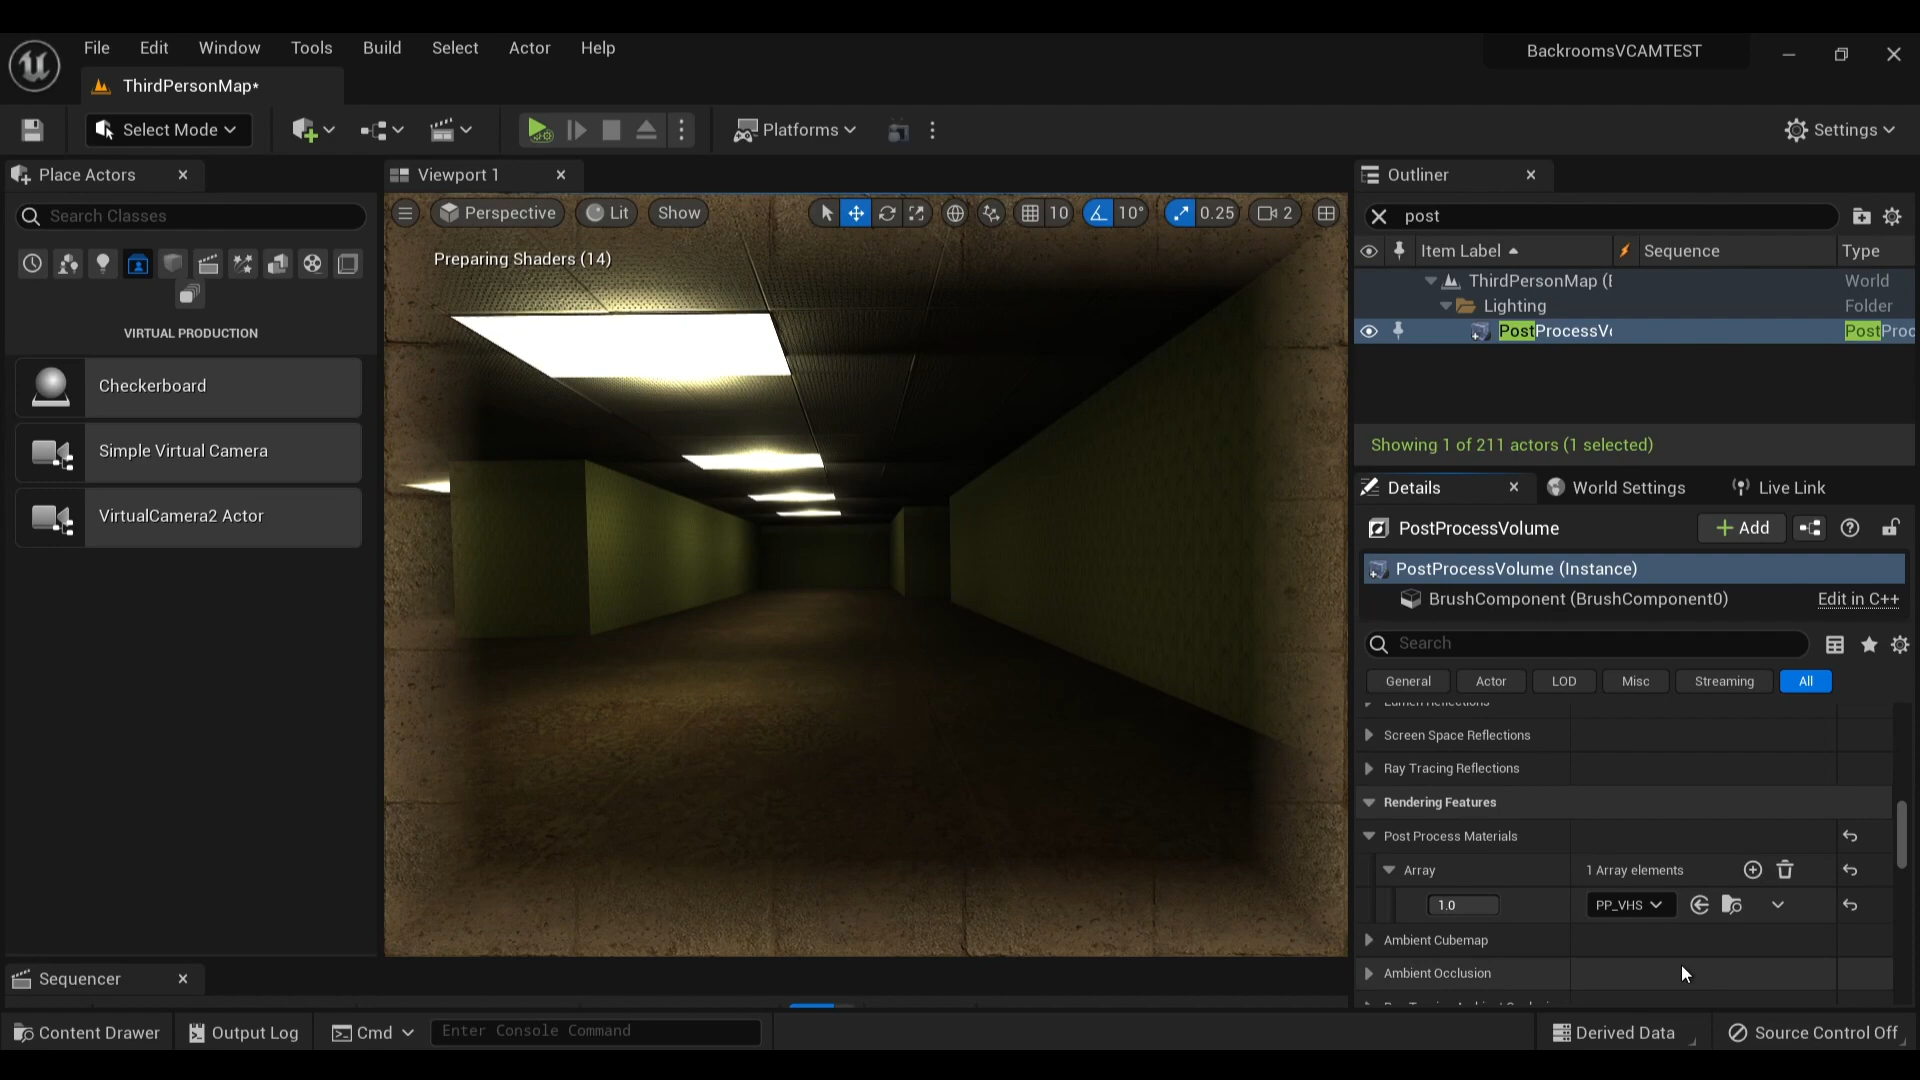 File Edit Window Tools Build Select Actor Help
BackroomsVCAMTEST
ThirdPersonMap*
Select Mode
Platforms
Settings
Place Actors
Viewport 1
Outliner
Search Classes
Perspective Lit Show
10 10° 0.25 2
post
Item Label Sequence Type
Preparing Shaders (14)
ThirdPersonMap (E World
Lighting Folder
PostProcessVo PostProc
VIRTUAL PRODUCTION
Checkerboard
Simple Virtual Camera
VirtualCamera2 Actor
Showing 1 of 211 actors (1 selected)
Details World Settings Live Link
PostProcessVolume Add
PostProcessVolume (Instance)
BrushComponent (BrushComponent0) Edit in C++
Search
General Actor LOD Misc Streaming All
Lumen Reflections
Screen Space Reflections
Ray Tracing Reflections
Rendering Features
Post Process Materials
Array 1 Array elements
1.0 PP_VHS
Ambient Cubemap
Ambient Occlusion
Sequencer
Content Drawer Output Log Cmd Enter Console Command Derived Data Source Control Off